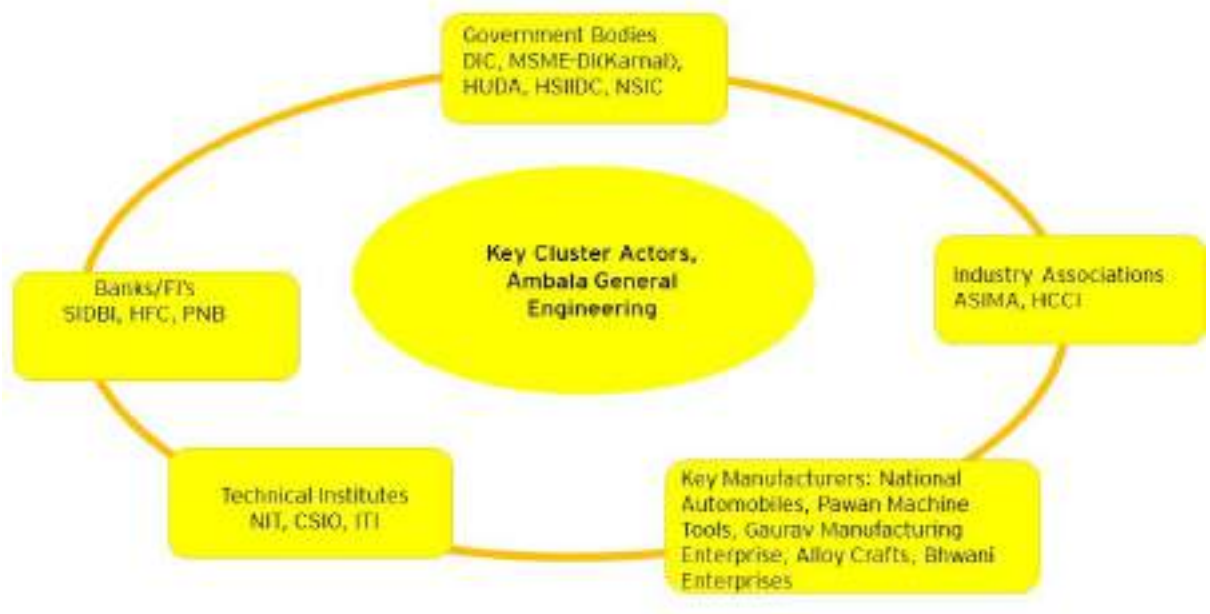 Government Bodies
DIC, MSME-DI(Karnal),
HUDA, HSIIDC, NSIC
Key Cluster Actors,
Ambala General
Engineering
Industry Associations
ASIMA, HCCI
Banks/FI's
SIDBI, HFC, PNB
Technical Institutes
NIT, CSIO, ITI
Key Manufacturers: National
Automobiles, Pawan Machine
Tools, Gaurav Manufacturing
Enterprise, Alloy Crafts, Bhwani
Enterprises